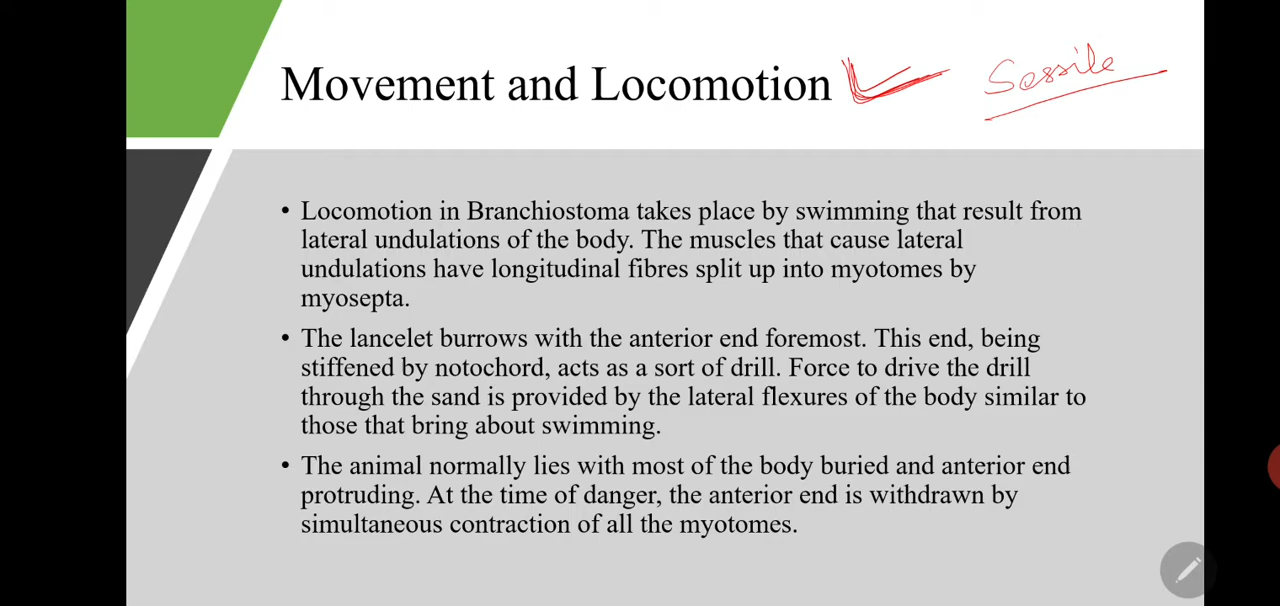 Movement and Locomotion
Sessile
• Locomotion in Branchiostoma takes place by swimming that result from
lateral undulations of the body. The muscles that cause lateral
undulations have longitudinal fibres split up into myotomes by
myosepta.
• The lancelet burrows with the anterior end foremost. This end, being
stiffened by notochord, acts as a sort of drill. Force to drive the drill
through the sand is provided by the lateral flexures of the body similar to
those that bring about swimming.
• The animal normally lies with most of the body buried and anterior end
protruding. At the time of danger, the anterior end is withdrawn by
simultaneous contraction of all the myotomes.